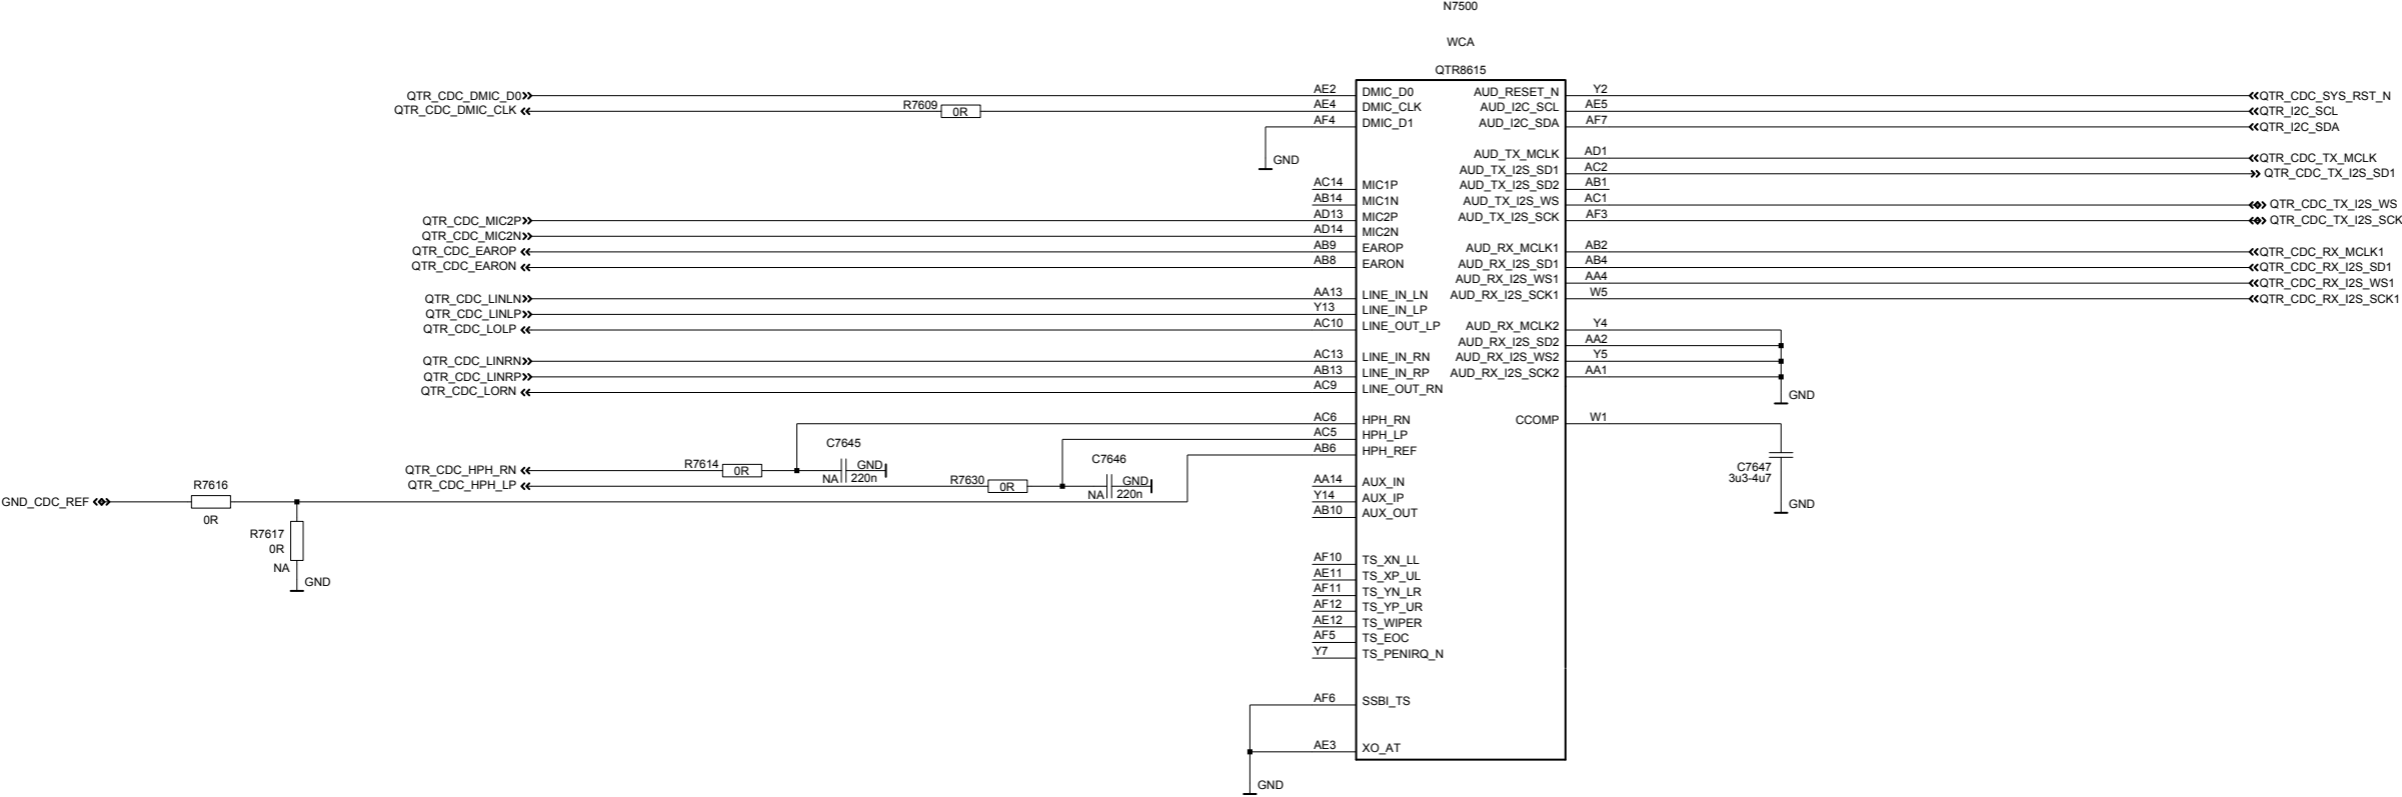 N7500
WCA
QTR8615
QTR_CDC_DMIC_D0 AE2 DMIC_D0 AUD_RESET_N Y2 QTR_CDC_SYS_RST_N
QTR_CDC_DMIC_CLK R7609 0R AE4 DMIC_CLK AUD_I2C_SCL AE5 QTR_I2C_SCL
AF4 DMIC_D1 AUD_I2C_SDA AF7 QTR_I2C_SDA
GND AUD_TX_MCLK AD1 QTR_CDC_TX_MCLK
AUD_TX_I2S_SD1 AC2 QTR_CDC_TX_I2S_SD1
AC14 MIC1P AUD_TX_I2S_SD2 AB1
AB14 MIC1N AUD_TX_I2S_WS AC1 QTR_CDC_TX_I2S_WS
QTR_CDC_MIC2P AD13 MIC2P AUD_TX_I2S_SCK AF3 QTR_CDC_TX_I2S_SCK
QTR_CDC_MIC2N AD14 MIC2N
QTR_CDC_EAROP AB9 EAROP AUD_RX_MCLK1 AB2 QTR_CDC_RX_MCLK1
QTR_CDC_EARON AB8 EARON AUD_RX_I2S_SD1 AB4 QTR_CDC_RX_I2S_SD1
AUD_RX_I2S_WS1 AA4 QTR_CDC_RX_I2S_WS1
QTR_CDC_LINLN AA13 LINE_IN_LN AUD_RX_I2S_SCK1 W5 QTR_CDC_RX_I2S_SCK1
QTR_CDC_LINLP Y13 LINE_IN_LP
QTR_CDC_LOLP AC10 LINE_OUT_LP AUD_RX_MCLK2 Y4
AUD_RX_I2S_SD2 AA2
QTR_CDC_LINRN AC13 LINE_IN_RN AUD_RX_I2S_WS2 Y5
QTR_CDC_LINRP AB13 LINE_IN_RP AUD_RX_I2S_SCK2 AA1
QTR_CDC_LORN AC9 LINE_OUT_RN GND
AC6 HPH_RN CCOMP W1
C7645 AC5 HPH_LP
C7646 AB6 HPH_REF
QTR_CDC_HPH_RN R7614 0R GND C7647
NA 220n 3u3-4u7
QTR_CDC_HPH_LP R7630 0R GND AA14 AUX_IN
NA 220n
R7616
GND_CDC_REF Y14 AUX_IP GND
0R AB10 AUX_OUT
R7617
0R
NA
GND
AF10 TS_XN_LL
AE11 TS_XP_UL
AF11 TS_YN_LR
AF12 TS_YP_UR
AE12 TS_WIPER
AF5 TS_EOC
Y7 TS_PENIRQ_N
AF6 SSBI_TS
AE3 XO_AT
GND